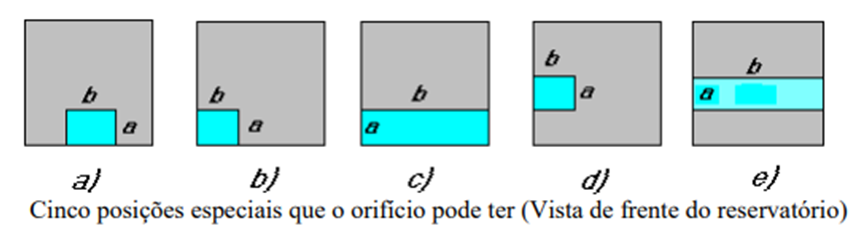 b
a
b
a
b
a
b
a
b
a
a)
b)
c)
d)
e)
Cinco posições especiais que o orifício pode ter (Vista de frente do reservatório)